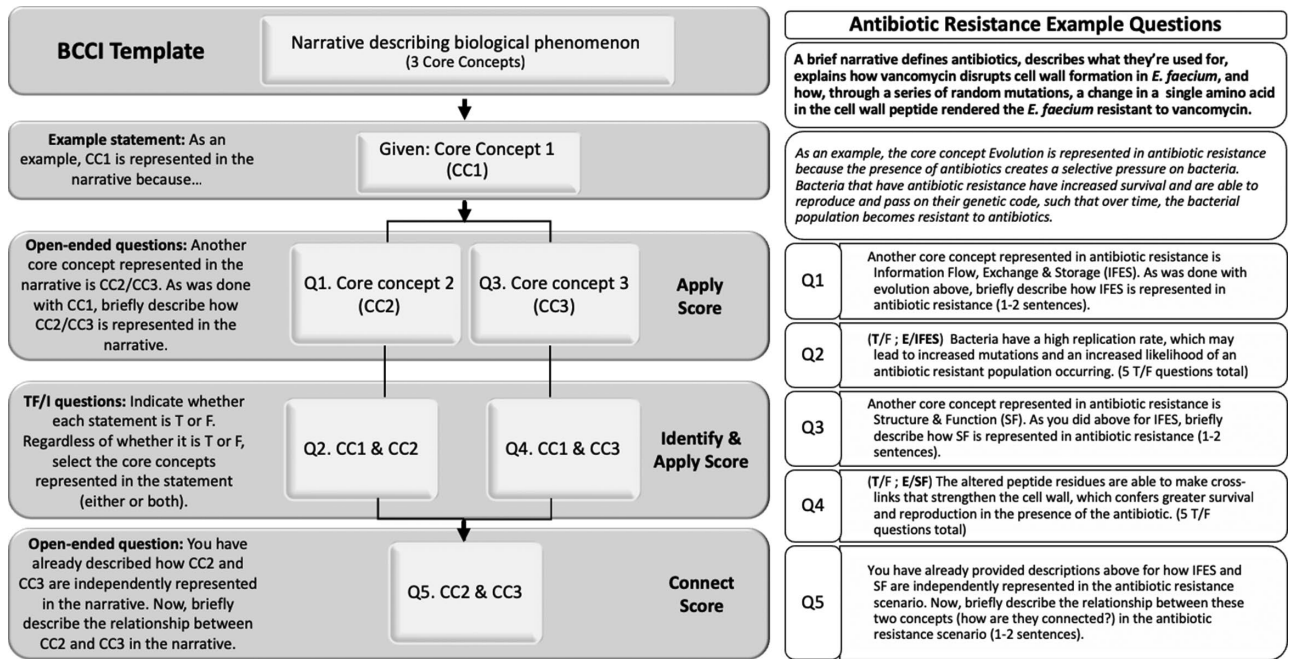 BCCI Template
Narrative describing biological phenomenon
(3 Core Concepts)
Example statement: As an
example, CC1 is represented in the
narrative because…
Given: Core Concept 1
(CC1)
Open-ended questions: Another
core concept represented in the
narrative is CC2/CC3. As was done
with CC1, briefly describe how
CC2/CC3 is represented in the
narrative.
Q1. Core concept 2
(CC2)
Q3. Core concept 3
(CC3)
Apply
Score
TF/I questions: Indicate whether
each statement is T or F.
Regardless of whether it is T or F,
select the core concepts
represented in the statement
(either or both).
Q2. CC1 & CC2
Q4. CC1 & CC3
Identify &
Apply Score
Open-ended question: You have
already described how CC2 and
CC3 are independently represented
in the narrative. Now, briefly
describe the relationship between
CC2 and CC3 in the narrative.
Q5. CC2 & CC3
Connect
Score
Antibiotic Resistance Example Questions
A brief narrative defines antibiotics, describes what they're used for,
explains how vancomycin disrupts cell wall formation in E. faecium, and
how, through a series of random mutations, a change in a single amino acid
in the cell wall peptide rendered the E. faecium resistant to vancomycin.
As an example, the core concept Evolution is represented in antibiotic resistance
because the presence of antibiotics creates a selective pressure on bacteria.
Bacteria that have antibiotic resistance have increased survival and are able to
reproduce and pass on their genetic code, such that over time, the bacterial
population becomes resistant to antibiotics.
Q1
Another core concept represented in antibiotic resistance is
Information Flow, Exchange & Storage (IFES). As was done with
evolution above, briefly describe how IFES is represented in
antibiotic resistance (1-2 sentences).
Q2
(T/F ; E/IFES) Bacteria have a high replication rate, which may
lead to increased mutations and an increased likelihood of an
antibiotic resistant population occurring. (5 T/F questions total)
Q3
Another core concept represented in antibiotic resistance is
Structure & Function (SF). As you did above for IFES, briefly
describe how SF is represented in antibiotic resistance (1-2
sentences).
Q4
(T/F ; E/SF) The altered peptide residues are able to make cross-
links that strengthen the cell wall, which confers greater survival
and reproduction in the presence of the antibiotic. (5 T/F
questions total)
Q5
You have already provided descriptions above for how IFES and
SF are independently represented in the antibiotic resistance
scenario. Now, briefly describe the relationship between these
two concepts (how are they connected?) in the antibiotic
resistance scenario (1-2 sentences).